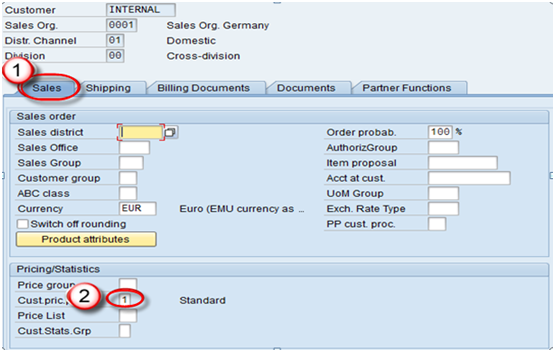 Customer INTERNAL
Sales Org. 0001 Sales Org. Germany
Distr. Channel 01 Domestic
Division 00 Cross-division
1
Sales Shipping Billing Documents Documents Partner Functions
Sales order
Sales district Order probab. 100 %
Sales Office AuthorizGroup
Sales Group Item proposal
Customer group Acct at cust.
ABC class UoM Group
Currency EUR Euro (EMU currency as ... Exch. Rate Type
Switch off rounding PP cust. proc.
Product attributes
Pricing/Statistics
Price group
2
Cust.pric. 1 Standard
Price List
Cust.Stats.Grp